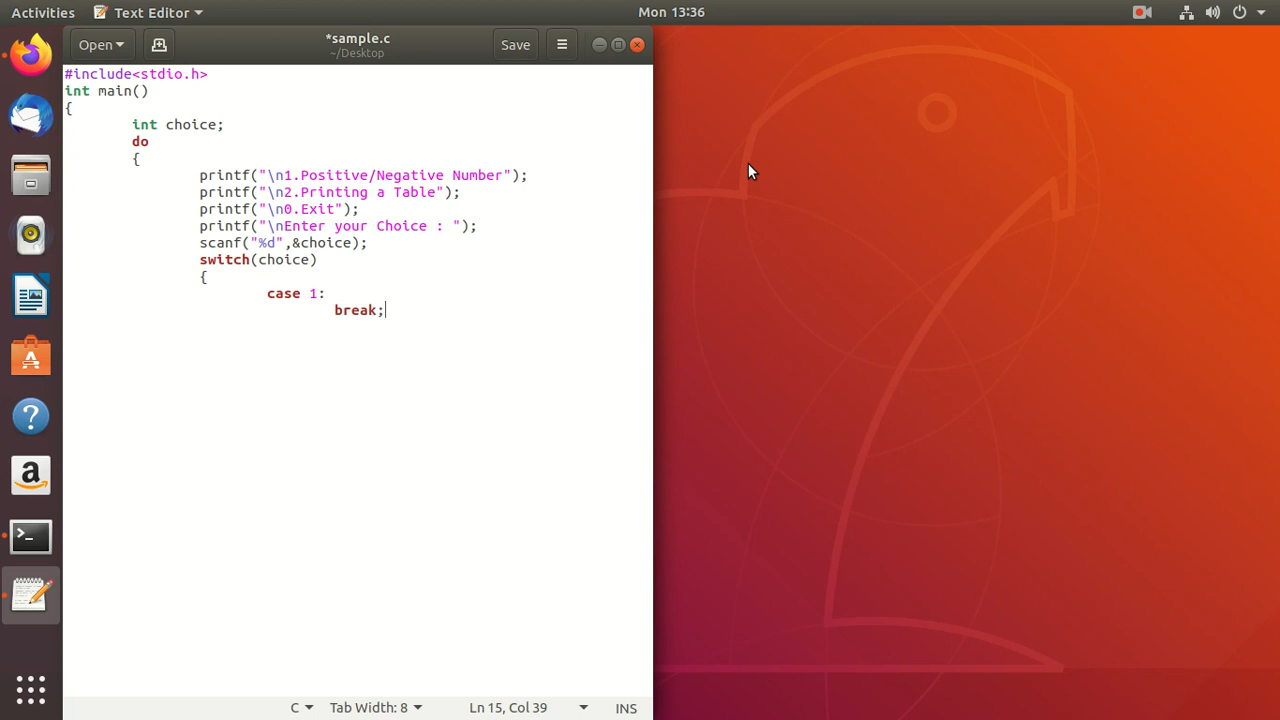 Activities Text Editor Mon 13:36
Open *sample.c Save
~/Desktop
#include<stdio.h>
int main()
{
int choice;
do
{
printf("\n1.Positive/Negative Number");
printf("\n2.Printing a Table");
printf("\n0.Exit");
printf("\nEnter your Choice : ");
scanf("%d",&choice);
switch(choice)
{
case 1:
break;
C Tab Width: 8 Ln 15, Col 39 INS